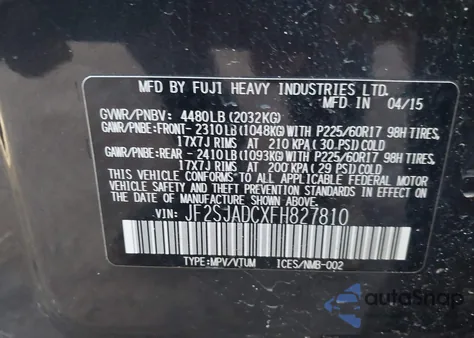 MFD BY FUJI HEAVY INDUSTRIES LTD.
IN 04/15
GVWR/PNBV: 4480LB(2032KG)
GAWR/PNBE:FRONT-2310LB(1048KG)WITH P225/60R17 98H TIRES,
17X7J RIMS AT 210 KPA(30 PSI)COLD
GAWR/PNBE:REAR -2410LB(1093KG)WITH P225/60R17 98H TIRES,
17X7J RIMS AT 200 KPA(29 PSI)COLD
THIS VEHICLE CONFORMS TO ALL APPLICABLE FEDERAL MOTOR
VEHICLE SAFETY AND BUMPER STANDARDS IN EFFECT ON
THE DATE OF MANUFACTURE SHOWN ABOVE.
VIN: JF2SJADCXFH827810
TYPE:MPV/VTUM ICES/NMB-002
autoSnap